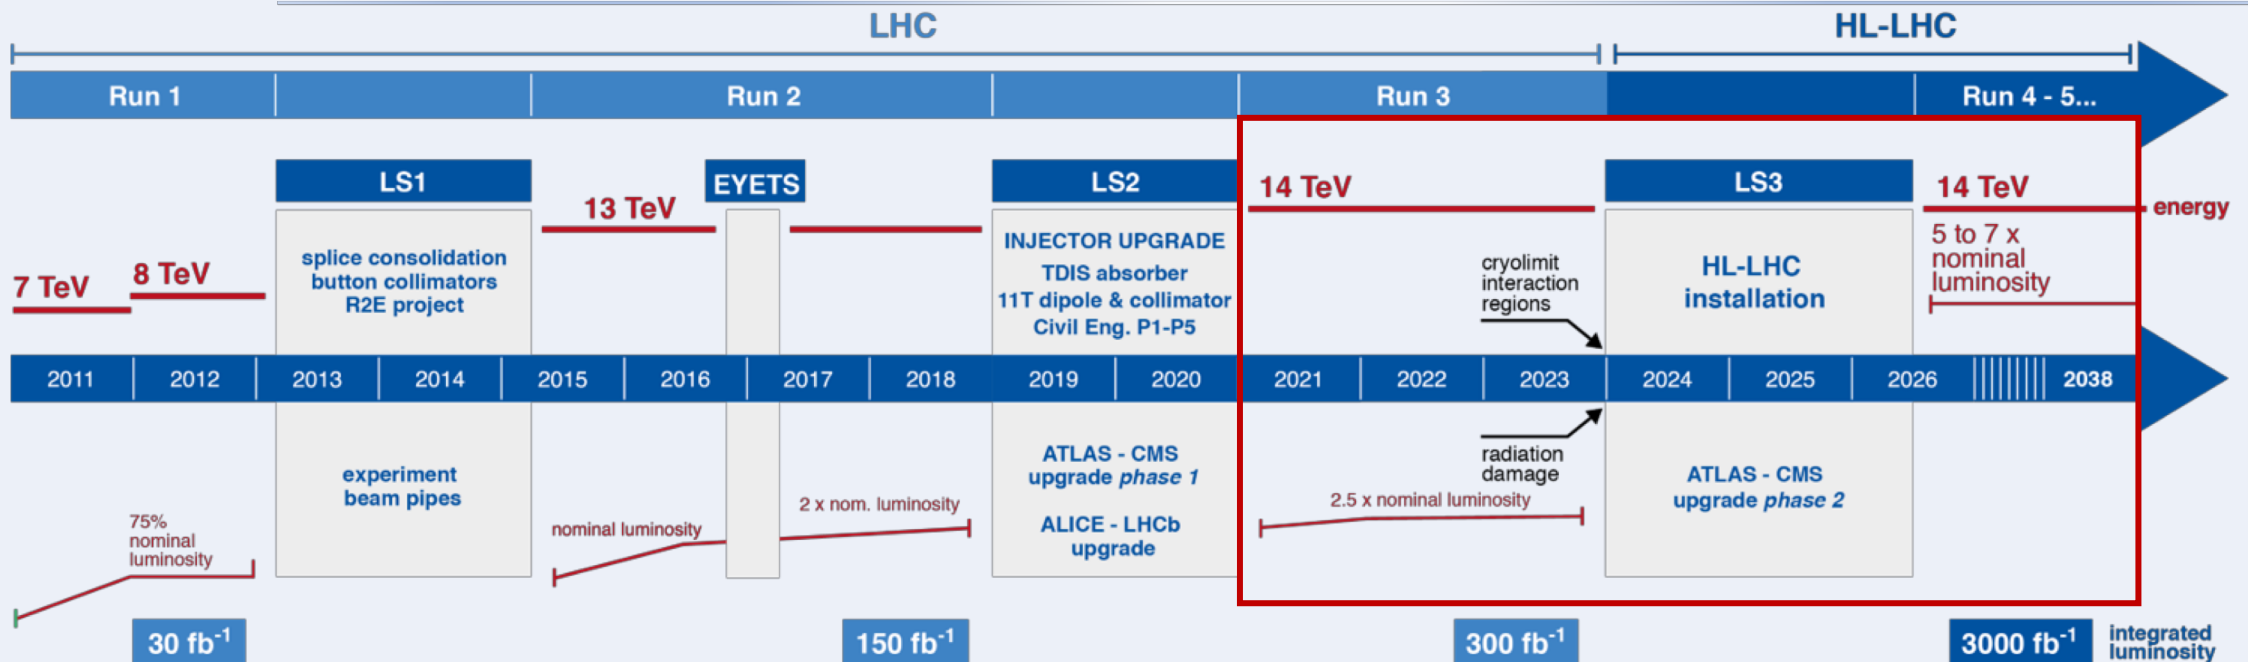 LHC
HL-LHC
Run 1
Run 2
Run 3
Run 4 - 5...
LS1
EYETS
LS2
LS3
7 TeV
8 TeV
13 TeV
14 TeV
14 TeV
energy
splice consolidation
button collimators
R2E project
INJECTOR UPGRADE
TDIS absorber
11T dipole & collimator
Civil Eng. P1-P5
cryolimit
interaction
regions
HL-LHC
installation
5 to 7 x
nominal
luminosity
2011
2012
2013
2014
2015
2016
2017
2018
2019
2020
2021
2022
2023
2024
2025
2026
2038
75%
nominal
luminosity
experiment
beam pipes
nominal luminosity
2 x nom. luminosity
ATLAS - CMS
upgrade phase 1
ALICE - LHCb
upgrade
radiation
damage
2.5 x nominal luminosity
ATLAS - CMS
upgrade phase 2
30 fb⁻¹
150 fb⁻¹
300 fb⁻¹
3000 fb⁻¹
integrated
luminosity